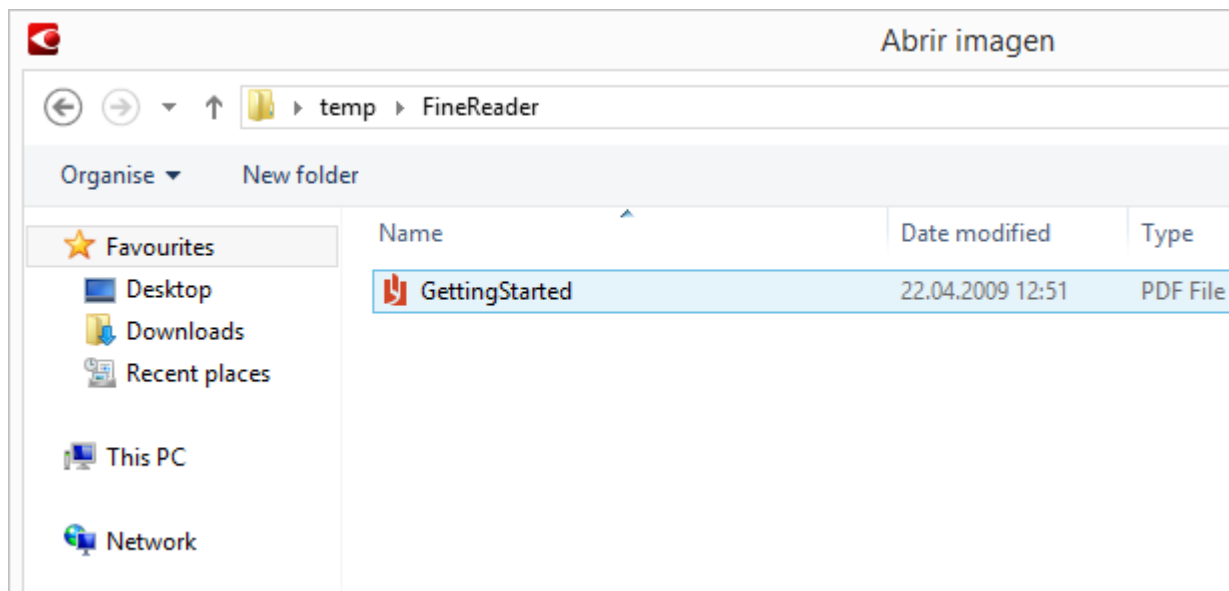 Abrir imagen
temp FineReader
Organise New folder
Name Date modified Type
Favourites
GettingStarted 22.04.2009 12:51 PDF File
Desktop
Downloads
Recent places
This PC
Network